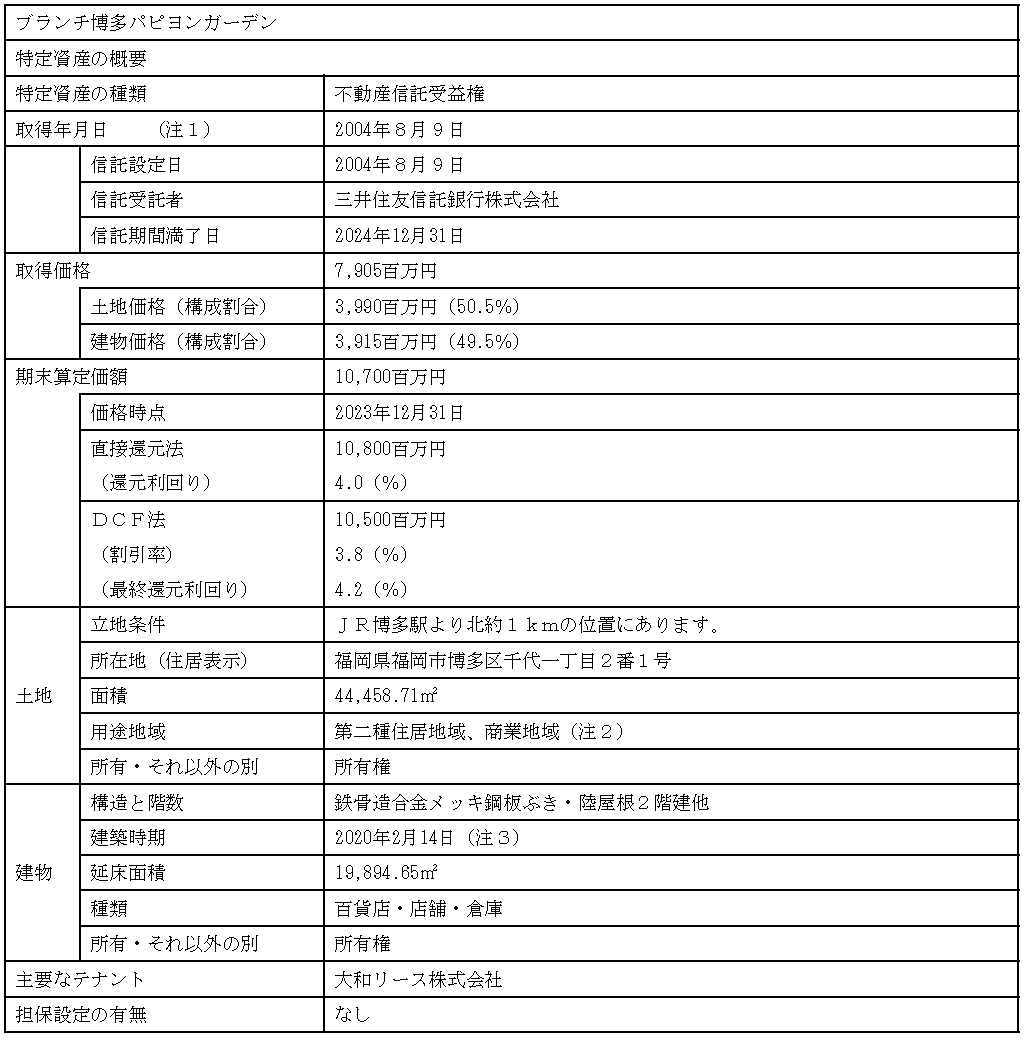 ブランチ博多パピヨンガーデン
特定資産の概要
特定資産の種類 不動産信託受益権
取得年月日　　（注１） 2004年８月９日
信託設定日 2004年８月９日
信託受託者 三井住友信託銀行株式会社
信託期間満了日 2024年12月31日
取得価格 7,905百万円
土地価格（構成割合） 3,990百万円（50.5%）
建物価格（構成割合） 3,915百万円（49.5%）
期末算定価額 10,700百万円
価格時点 2023年12月31日
直接還元法 10,800百万円
（還元利回り） 4.0（%）
ＤＣＦ法 10,500百万円
（割引率） 3.8（%）
（最終還元利回り） 4.2（%）
立地条件 ＪＲ博多駅より北約１ｋｍの位置にあります。
所在地（住居表示） 福岡県福岡市博多区千代一丁目２番１号
土地 面積 44,458.71㎡
用途地域 第二種住居地域、商業地域（注２）
所有・それ以外の別 所有権
構造と階数 鉄骨造合金メッキ鋼板ぶき・陸屋根２階建他
建築時期 2020年2月14日（注３）
建物 延床面積 19,894.65㎡
種類 百貨店・店舗・倉庫
所有・それ以外の別 所有権
主要なテナント 大和リース株式会社
担保設定の有無 なし